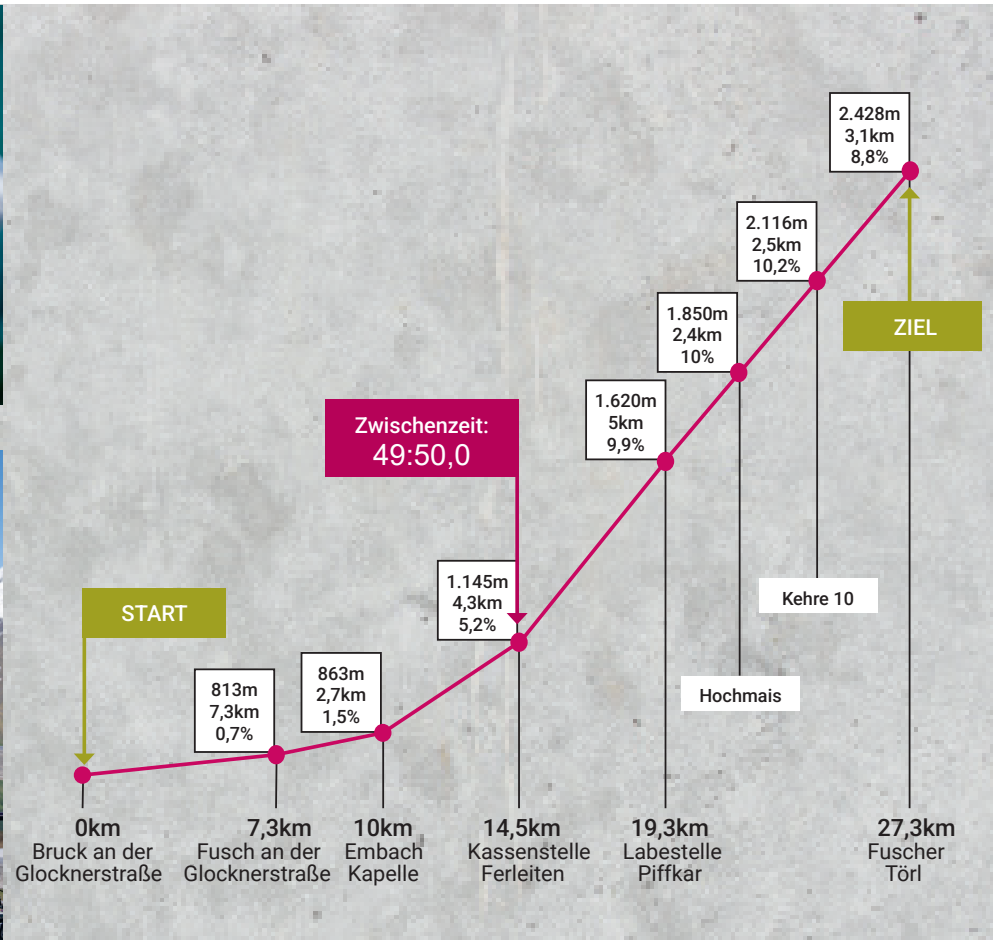 2.428m
3,1km
8,8%
2.116m
2,5km
10,2%
ZIEL
1.850m
2,4km
10%
1.620m
5km
9,9%
Zwischenzeit:
49:50,0
1.145m
4,3km
5,2%
START
Kehre 10
863m
2,7km
1,5%
813m
7,3km
0,7%
Hochmais
0km
Bruck an der
Glocknerstraße
7,3km
Fusch an der
Glocknerstraße
10km
Embach
Kapelle
14,5km
Kassenstelle
Ferleiten
19,3km
Labestelle
Piffkar
27,3km
Fuscher
Törl